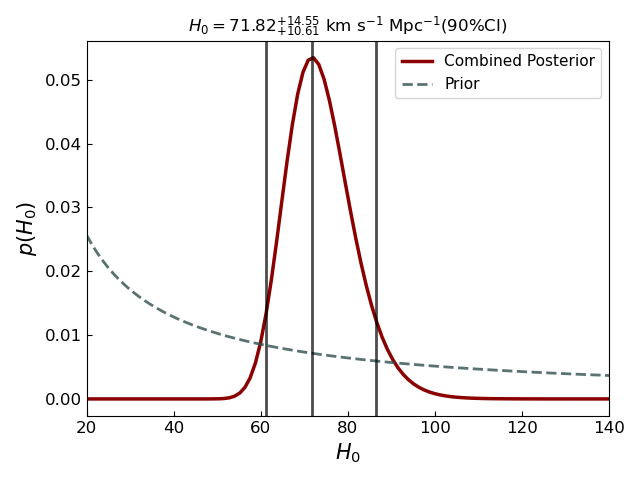 H₀ = 71.82 +14.55 +10.61 km s⁻¹ Mpc⁻¹(90%CI)
Combined Posterior
Prior
p(H₀)
0.05
0.04
0.03
0.02
0.01
0.00
20 40 60 80 100 120 140
H₀